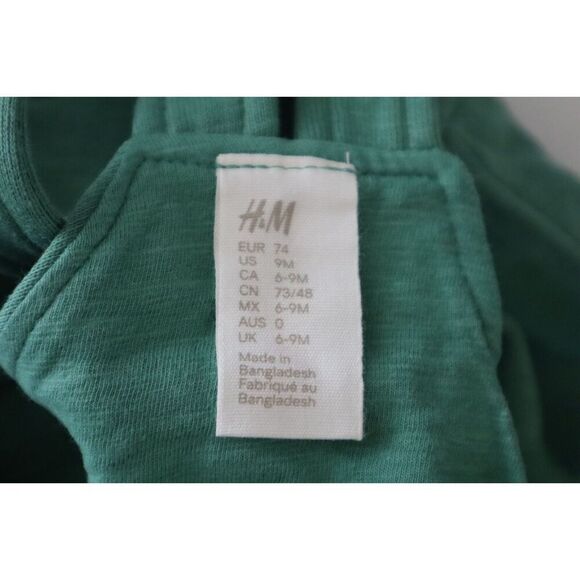 H&M
EUR 74
US 9M
CA 6-9M
CN 73/48
MX 6-9M
AUS 0
UK 6-9M
Made in
Bangladesh
Fabriqué au
Bangladesh